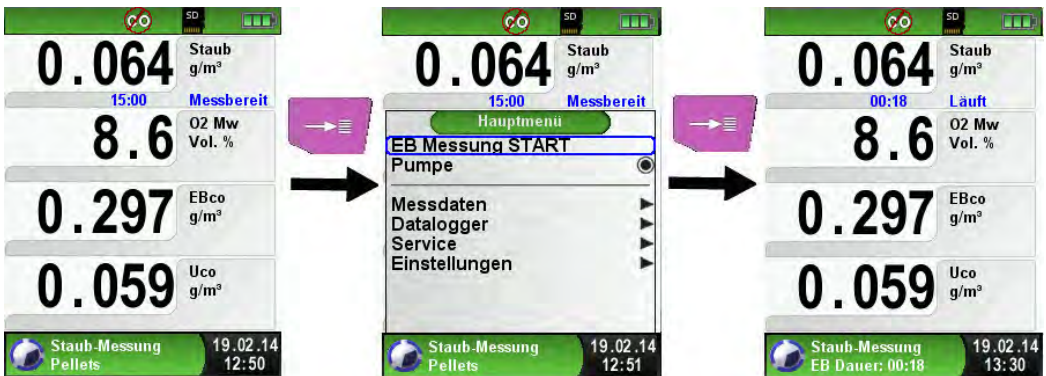 CO SD
0.064 Staub g/m³
15:00 Messbereit
8.6 O2 Mw Vol. %
0.297 EBco g/m³
0.059 Uco g/m³
Staub-Messung 19.02.14
Pellets 12:50
CO SD
0.064 Staub g/m³
15:00 Messbereit
Hauptmenü
EB Messung START
Pumpe
Messdaten
Datalogger
Service
Einstellungen
Staub-Messung 19.02.14
Pellets 12:51
CO SD
0.064 Staub g/m³
00:18 Läuft
8.6 O2 Mw Vol. %
0.297 EBco g/m³
0.059 Uco g/m³
Staub-Messung 19.02.14
EB Dauer: 00:18 13:30